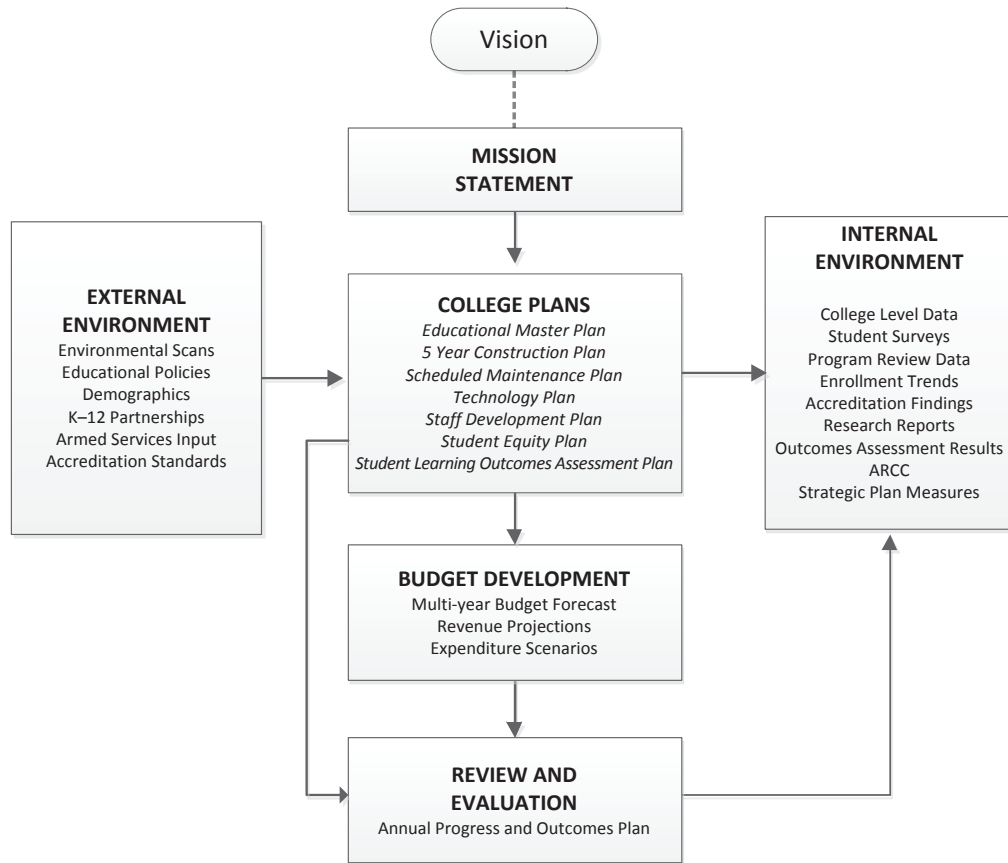 Vision
MISSION
STATEMENT
EXTERNAL
ENVIRONMENT
Environmental Scans
Educational Policies
Demographics
K–12 Partnerships
Armed Services Input
Accreditation Standards
COLLEGE PLANS
Educational Master Plan
5 Year Construction Plan
Scheduled Maintenance Plan
Technology Plan
Staff Development Plan
Student Equity Plan
Student Learning Outcomes Assessment Plan
INTERNAL
ENVIRONMENT
College Level Data
Student Surveys
Program Review Data
Enrollment Trends
Accreditation Findings
Research Reports
Outcomes Assessment Results
ARCC
Strategic Plan Measures
BUDGET DEVELOPMENT
Multi-year Budget Forecast
Revenue Projections
Expenditure Scenarios
REVIEW AND
EVALUATION
Annual Progress and Outcomes Plan